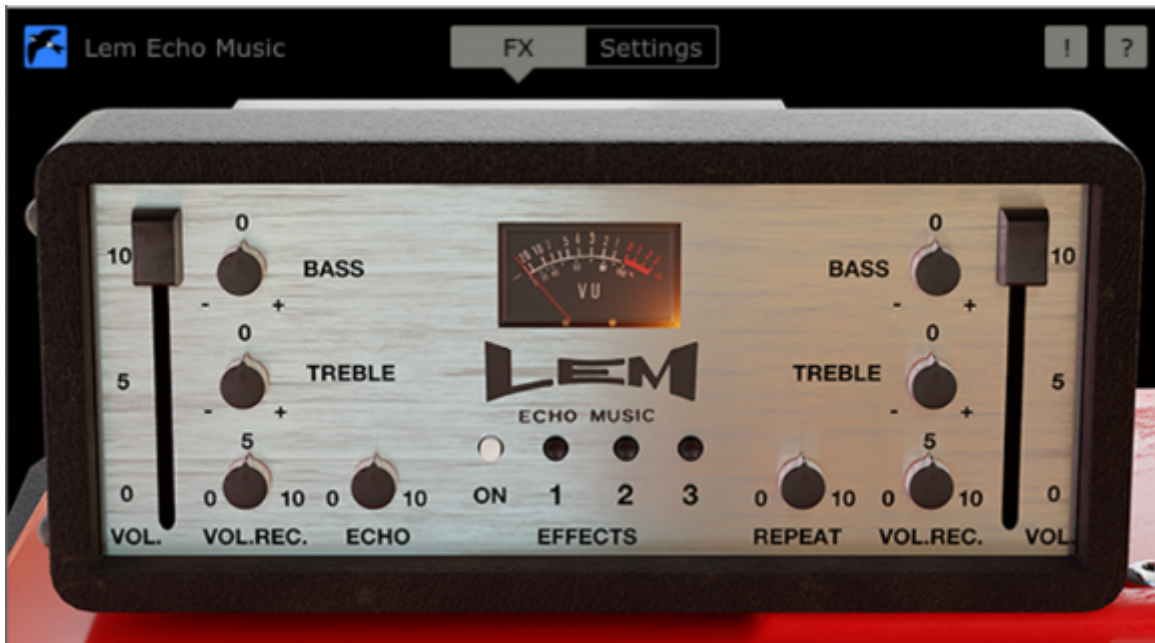 Lem Echo Music
FX
Settings
!
?
0
10
BASS
- +
0
5
TREBLE
- +
5
0
0 10
0 10
VOL.
VOL.REC.
ECHO
VU
LEM
ECHO MUSIC
ON 1 2 3
EFFECTS
0
BASS
10
- +
0
TREBLE
5
- +
5
0 10
0 10
0
REPEAT
VOL.REC.
VOL.